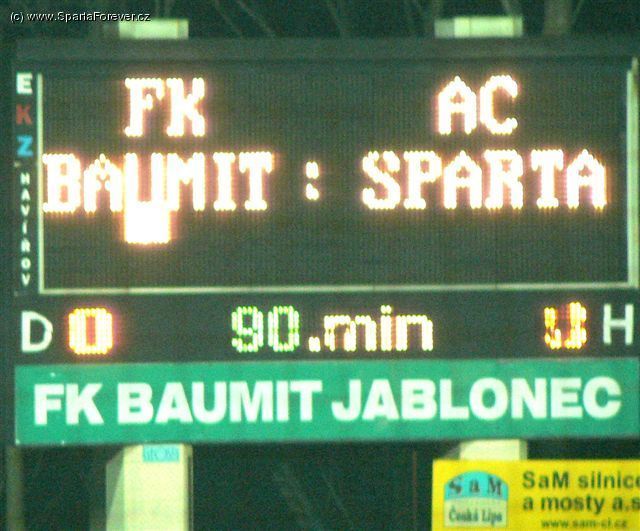 (c) www.SpartaForever.cz
FK AC
BAUMIT : SPARTA
EKZ HAVÍŘOV
D 0 90.min 0 H
FK BAUMIT JABLONEC
SaM
Česká Lípa
SaM silnice
a mosty a.s
www.sam-cl.cz